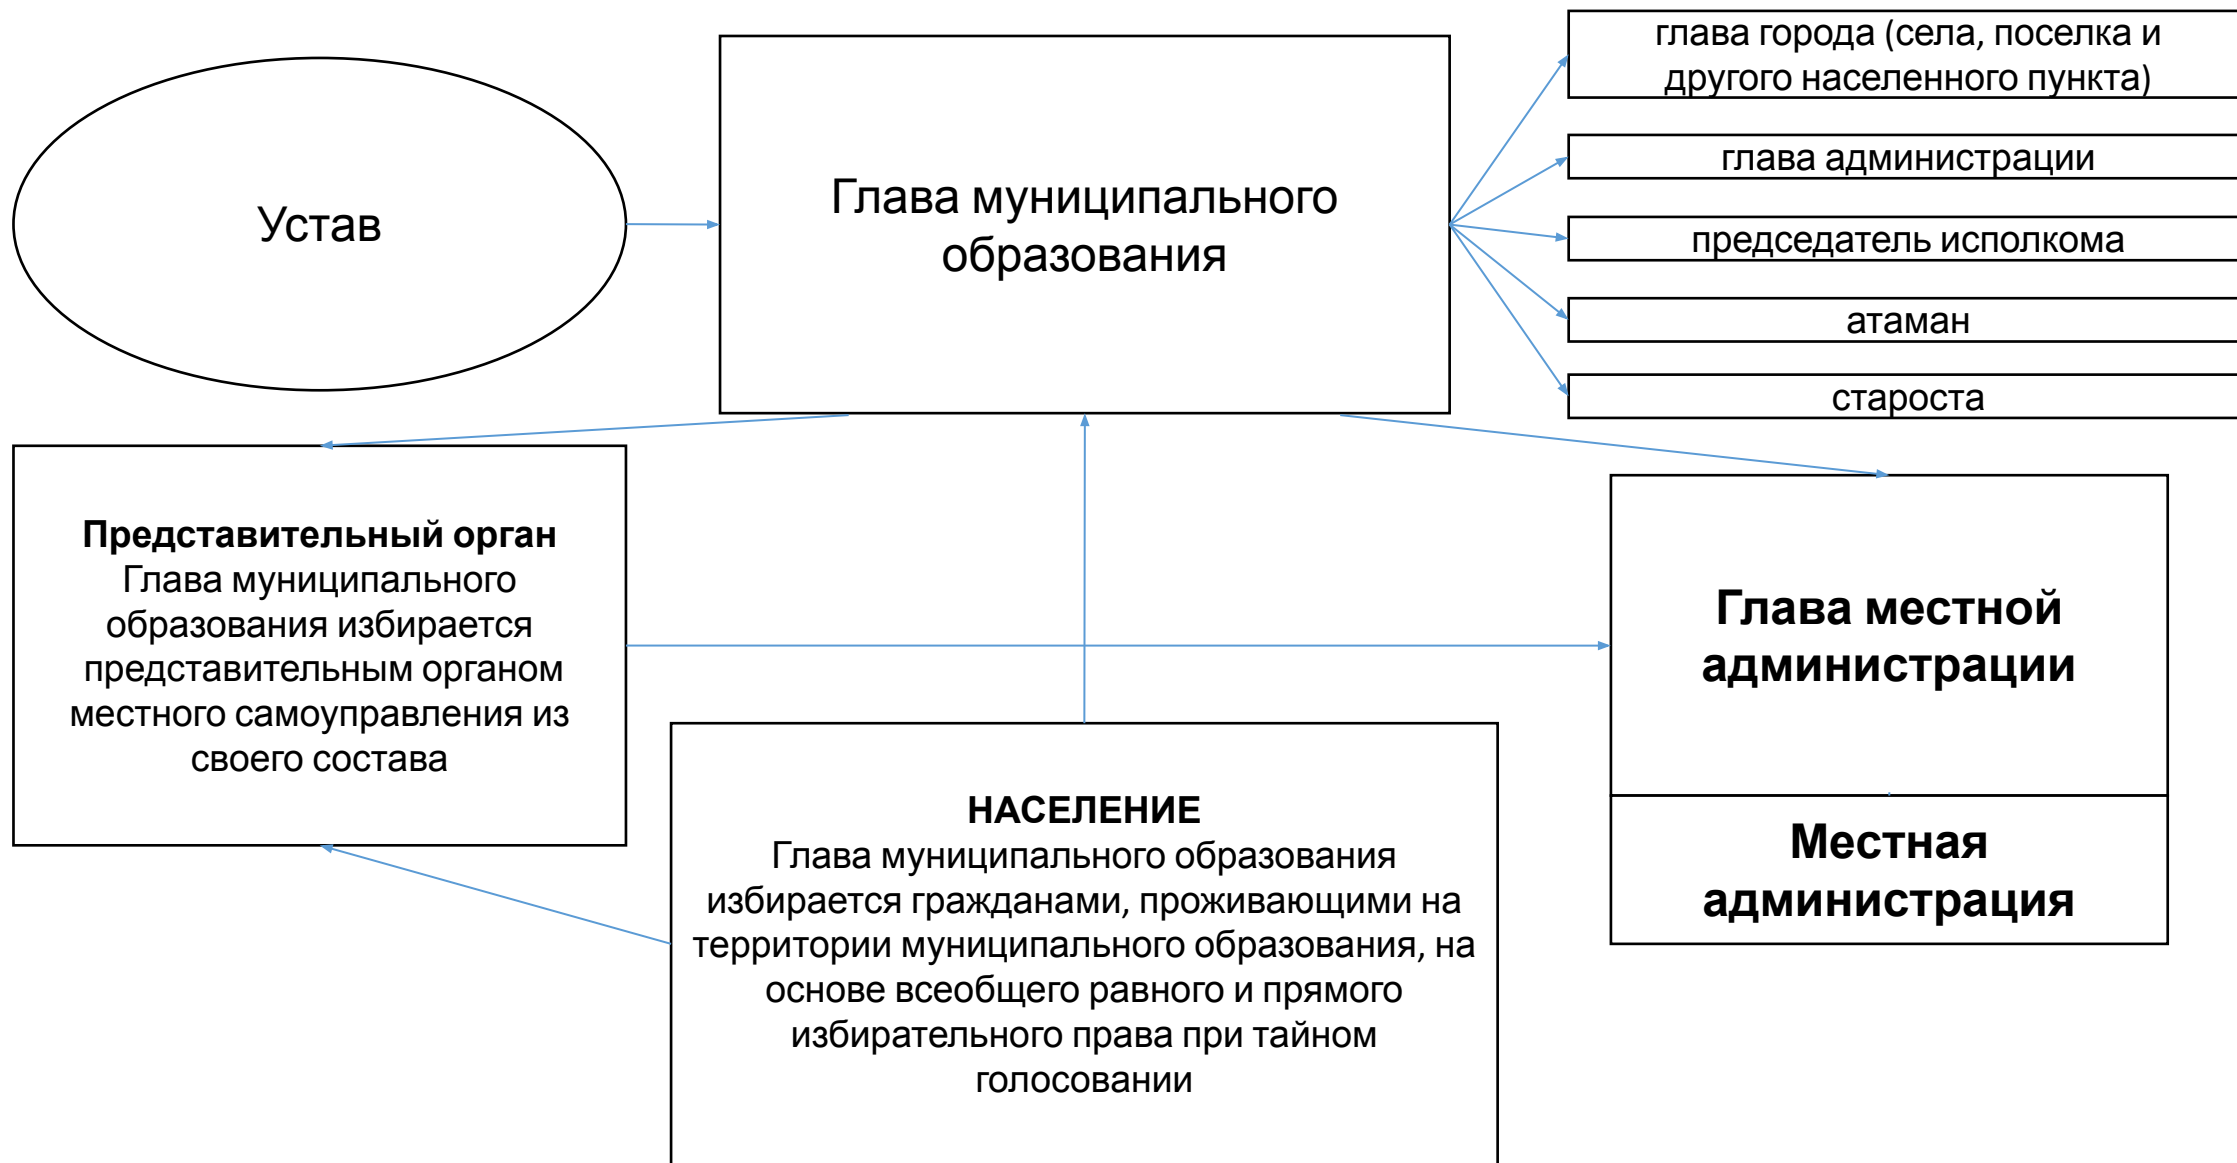 Устав
Глава муниципального
образования
глава города (села, поселка и
другого населенного пункта)
глава администрации
председатель исполкома
атаман
староста
Представительный орган
Глава муниципального
образования избирается
представительным органом
местного самоуправления из
своего состава
НАСЕЛЕНИЕ
Глава муниципального образования
избирается гражданами, проживающими на
территории муниципального образования, на
основе всеобщего равного и прямого
избирательного права при тайном
голосовании
Глава местной
администрации
Местная
администрация